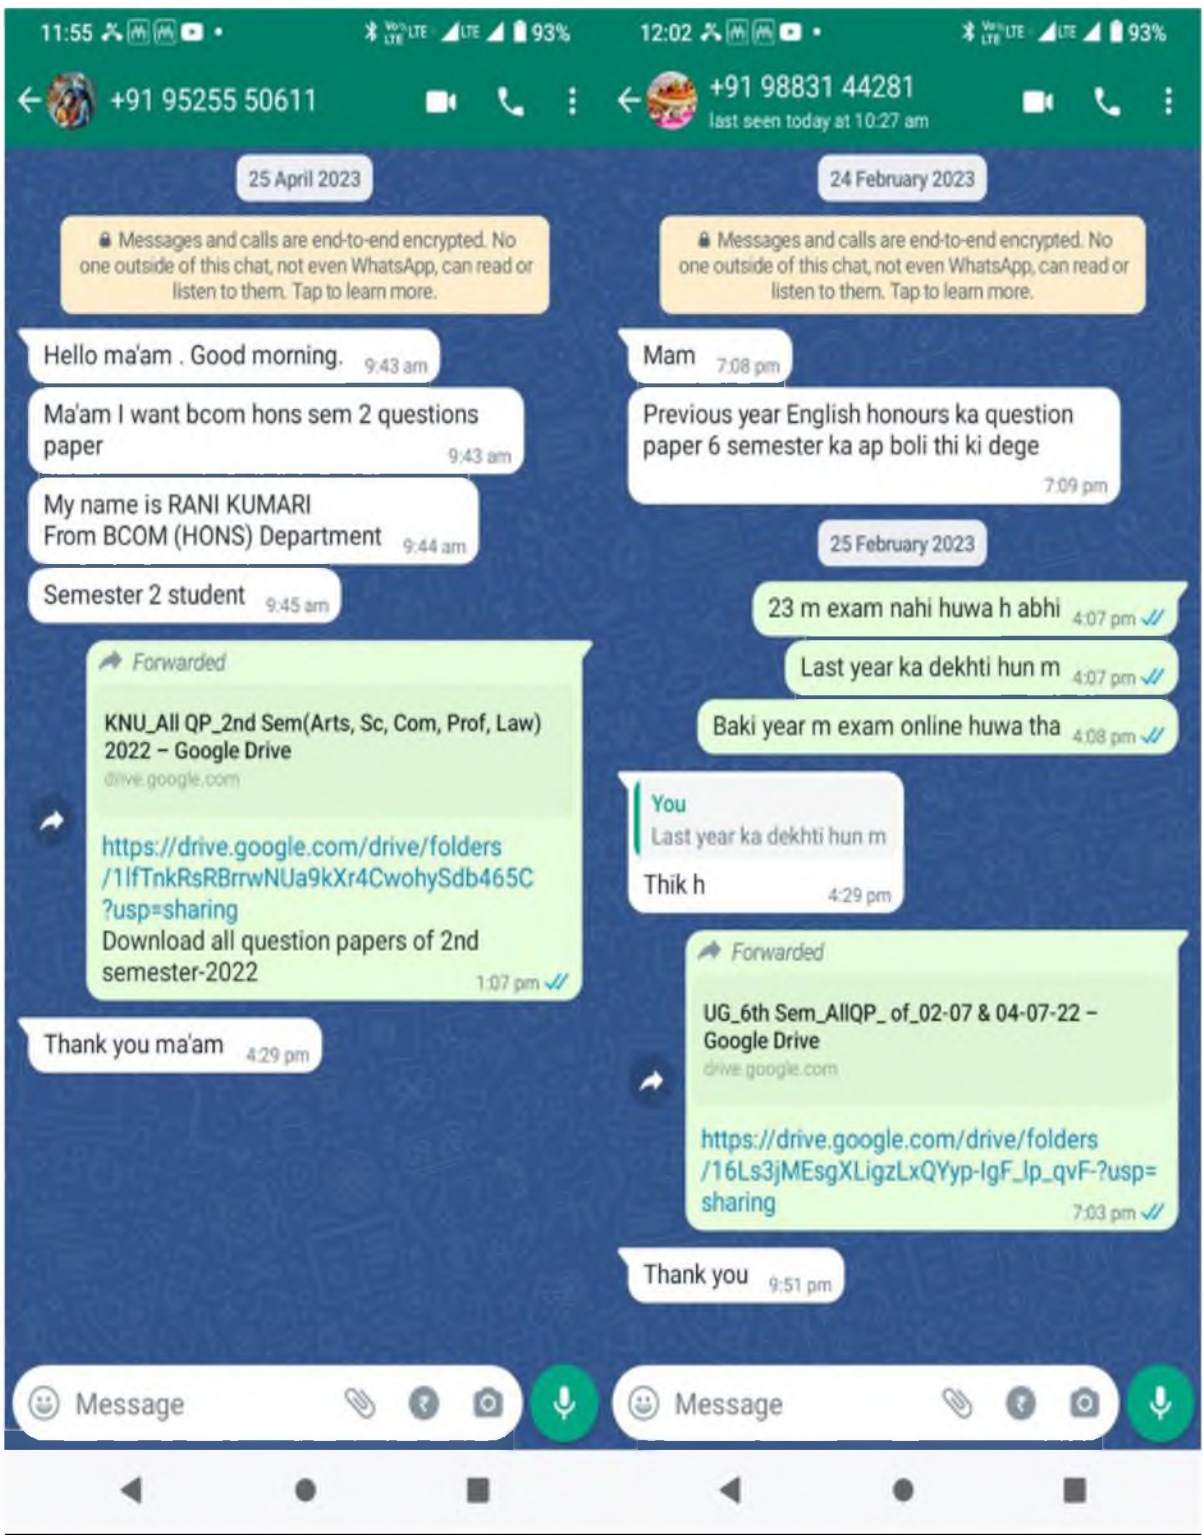 11:55
LTE LTE 93%
+91 95255 50611
25 April 2023
Messages and calls are end-to-end encrypted. No
one outside of this chat, not even WhatsApp, can read or
listen to them. Tap to learn more.
Hello ma'am . Good morning. 9:43 am
Ma'am I want bcom hons sem 2 questions
paper 9:43 am
My name is RANI KUMARI
From BCOM (HONS) Department 9:44 am
Semester 2 student 9:45 am
Forwarded
KNU_All QP_2nd Sem(Arts, Sc, Com, Prof, Law)
2022 – Google Drive
drive.google.com
https://drive.google.com/drive/folders
/1lfTnkRsRBrrwNUa9kXr4CwohySdb465C
?usp=sharing
Download all question papers of 2nd
semester-2022 1:07 pm
Thank you ma'am 4:29 pm
Message
12:02
LTE LTE 93%
+91 98831 44281
last seen today at 10:27 am
24 February 2023
Messages and calls are end-to-end encrypted. No
one outside of this chat, not even WhatsApp, can read or
listen to them. Tap to learn more.
Mam 7:08 pm
Previous year English honours ka question
paper 6 semester ka ap boli thi ki dege
7:09 pm
25 February 2023
23 m exam nahi huwa h abhi 4:07 pm
Last year ka dekhti hun m 4:07 pm
Baki year m exam online huwa tha 4:08 pm
You
Last year ka dekhti hun m
Thik h 4:29 pm
Forwarded
UG_6th Sem_AllQP_ of_02-07 & 04-07-22 –
Google Drive
drive.google.com
https://drive.google.com/drive/folders
/16Ls3jMEsgXLigzLxQYyp-IgF_lp_qvF-?usp=
sharing 7:03 pm
Thank you 9:51 pm
Message